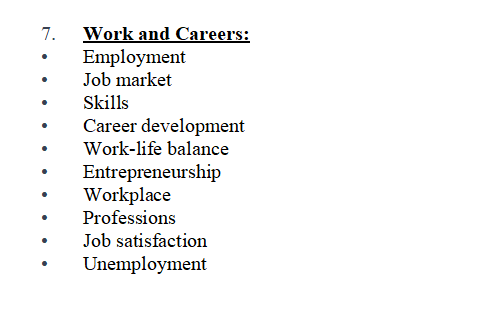 7. Work and Careers:
• Employment
• Job market
• Skills
• Career development
• Work-life balance
• Entrepreneurship
• Workplace
• Professions
• Job satisfaction
• Unemployment